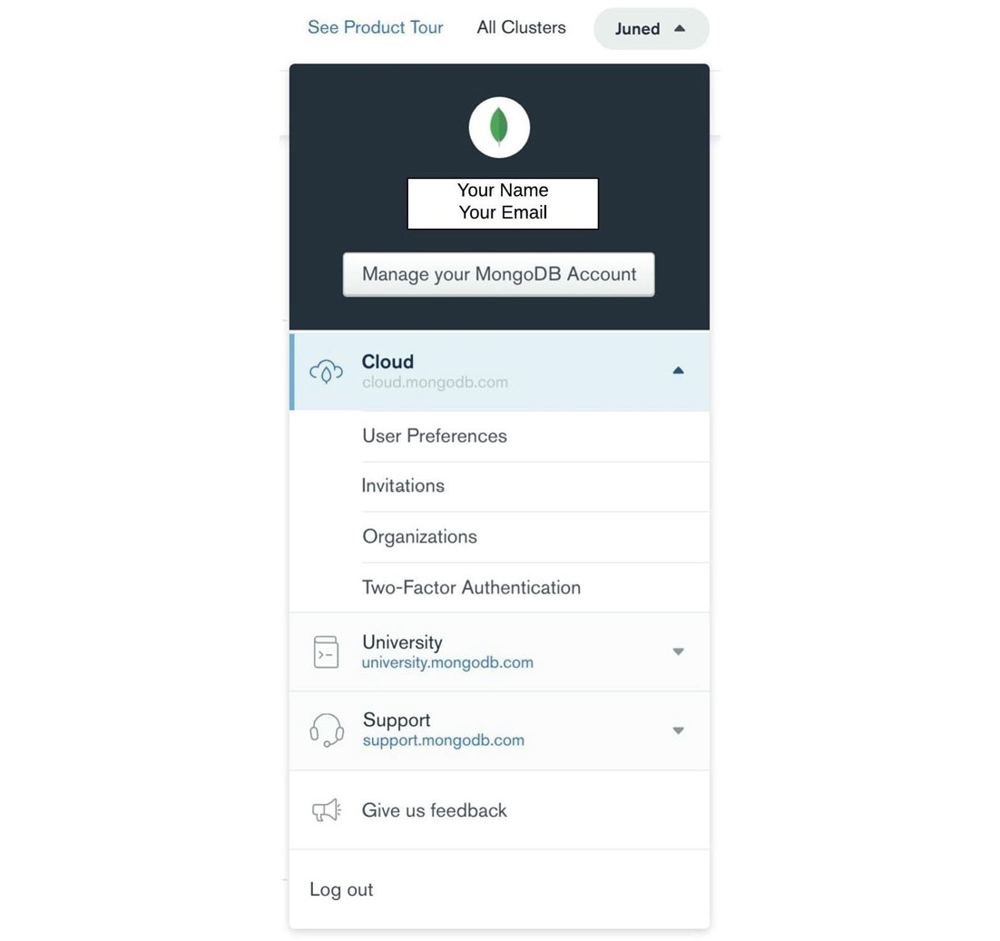 See Product Tour All Clusters Juned
Your Name
Your Email
Manage your MongoDB Account
Cloud
cloud.mongodb.com
User Preferences
Invitations
Organizations
Two-Factor Authentication
University
university.mongodb.com
Support
support.mongodb.com
Give us feedback
Log out